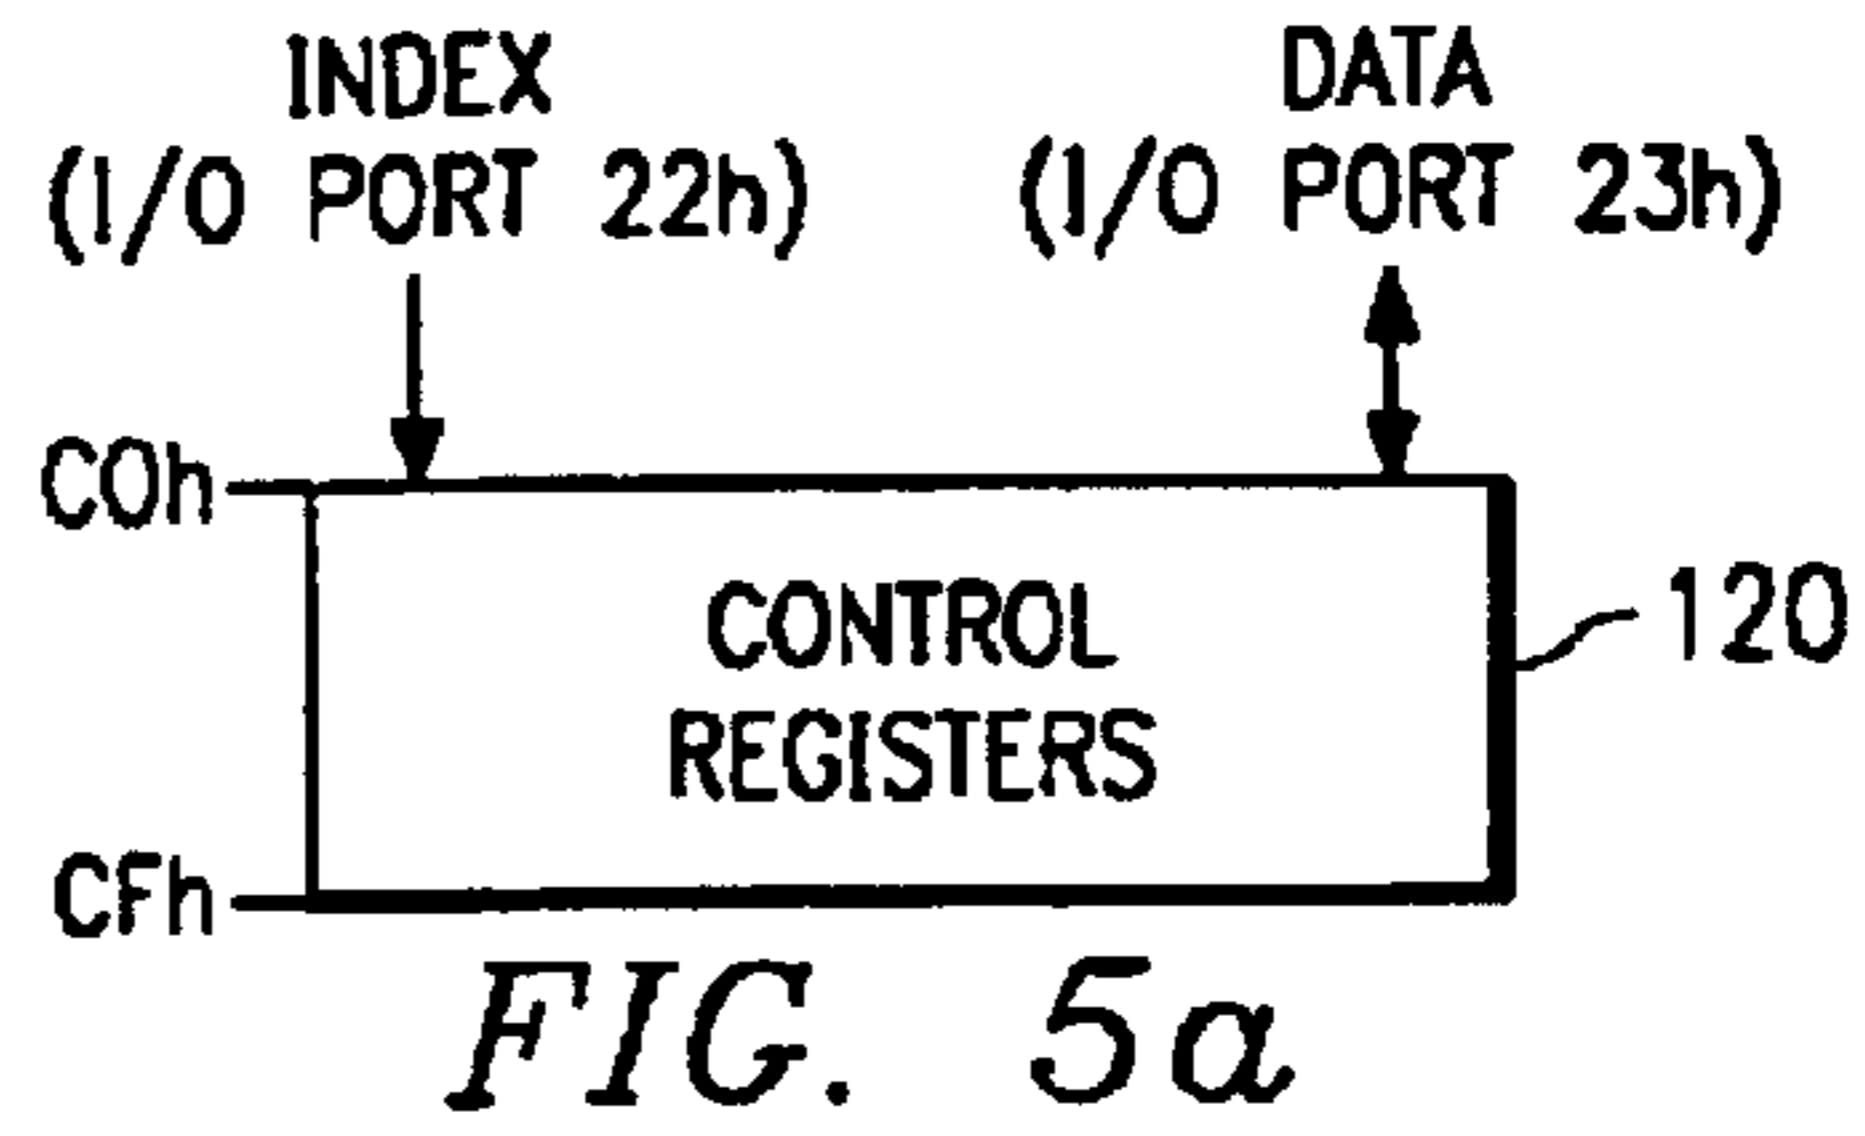 INDEX
(I/O PORT 22h)
DATA
(I/O PORT 23h)
C0h
CONTROL
REGISTERS
120
CFh
FIG. 5a